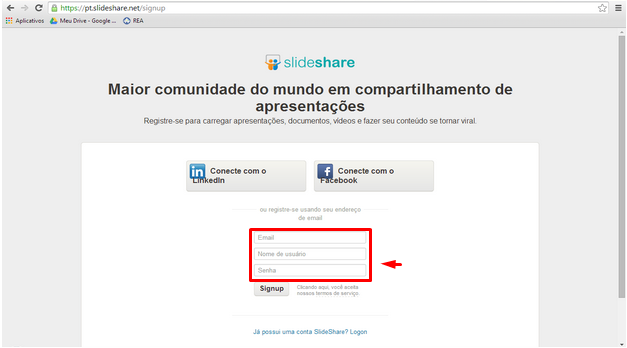 https://pt.slideshare.net/signup
Aplicativos Meu Drive - Google ... REA
slideshare
Maior comunidade do mundo em compartilhamento de
apresentações
Registre-se para carregar apresentações, documentos, vídeos e fazer seu conteúdo se tornar viral.
in Conecte com o
LinkedIn
f Conecte com o
Facebook
ou registre-se usando seu endereço
de email
Email
Nome de usuário
Senha
Signup
Clicando aqui, você aceita
nossos termos de serviço.
Já possui uma conta SlideShare? Logon